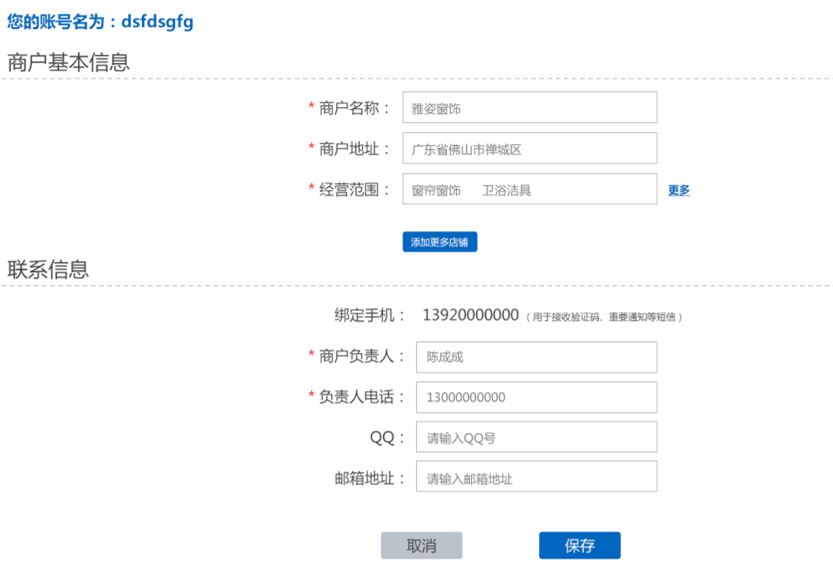 您的账号名为：dsfdsgfg
商户基本信息
* 商户名称： 雅姿窗饰
* 商户地址： 广东省佛山市禅城区
* 经营范围： 窗帘窗饰 卫浴洁具 更多
添加更多店铺
联系信息
绑定手机： 13920000000 （用于接收验证码、重要通知等短信）
* 商户负责人： 陈成成
* 负责人电话： 13000000000
QQ： 请输入QQ号
邮箱地址： 请输入邮箱地址
取消 保存